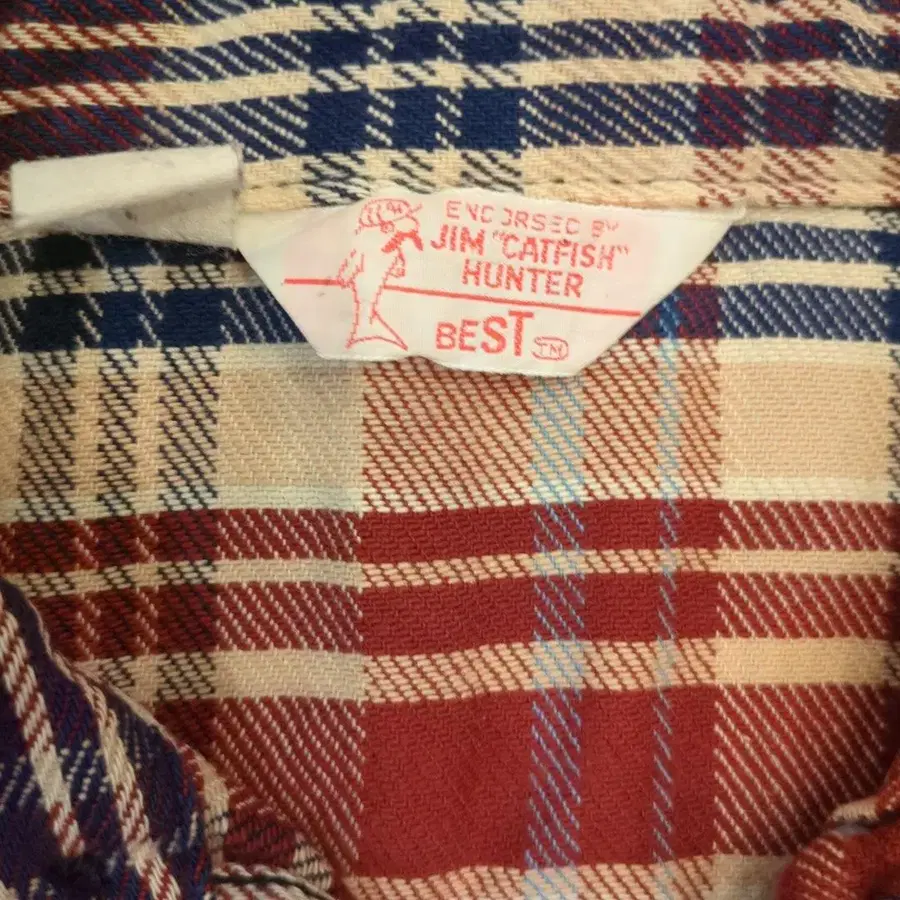 ENDORSED BY
JIM "CATFISH"
HUNTER
BEST TM